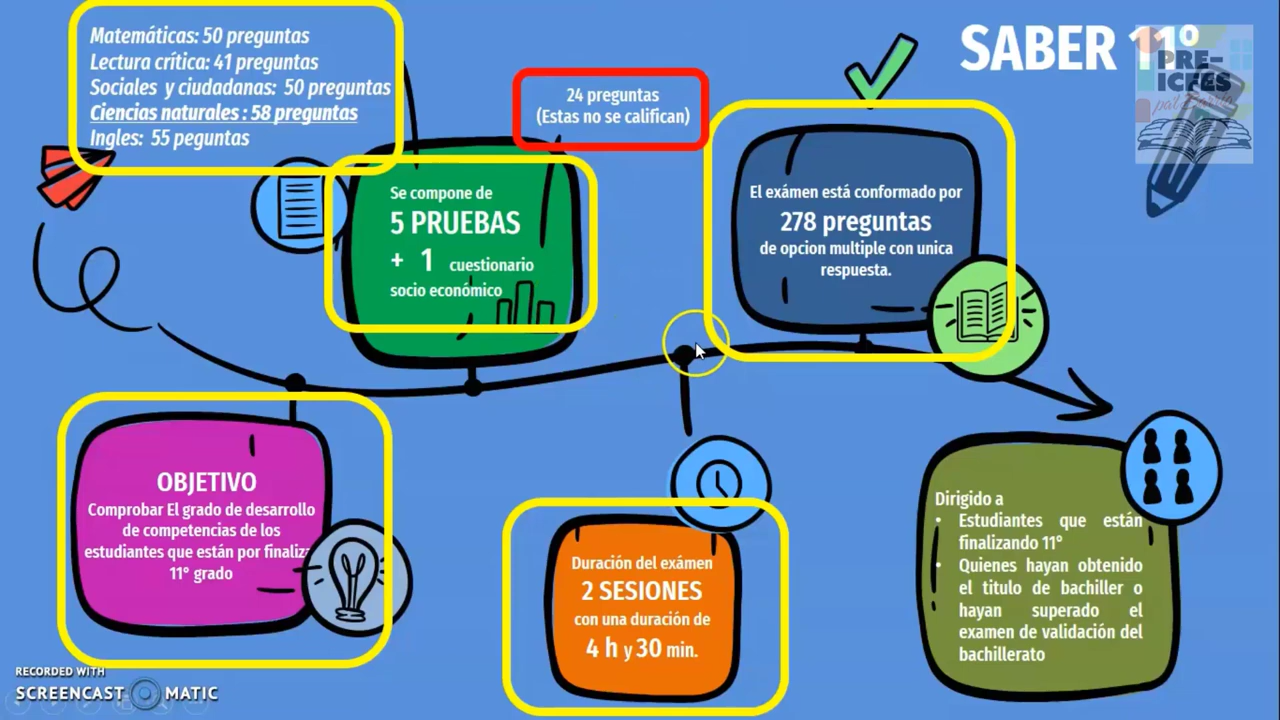 Matemáticas: 50 preguntas
Lectura crítica: 41 preguntas
Sociales y ciudadanas: 50 preguntas
Ciencias naturales : 58 preguntas
Ingles: 55 peguntas
24 preguntas
(Estas no se califican)
SABER 11º
PRE-
ICFES
Se compone de
5 PRUEBAS
+ 1 cuestionario
socio económico
El exámen está conformado por
278 preguntas
de opcion multiple con unica
respuesta.
OBJETIVO
Comprobar El grado de desarrollo
de competencias de los
estudiantes que están por finaliza
11° grado
Duración del exámen
2 SESIONES
con una duración de
4 h y 30 min.
Dirigido a
• Estudiantes que están
finalizando 11°
• Quienes hayan obtenido
el titulo de bachiller o
hayan superado el
examen de validación del
bachillerato
RECORDED WITH
SCREENCAST MATIC